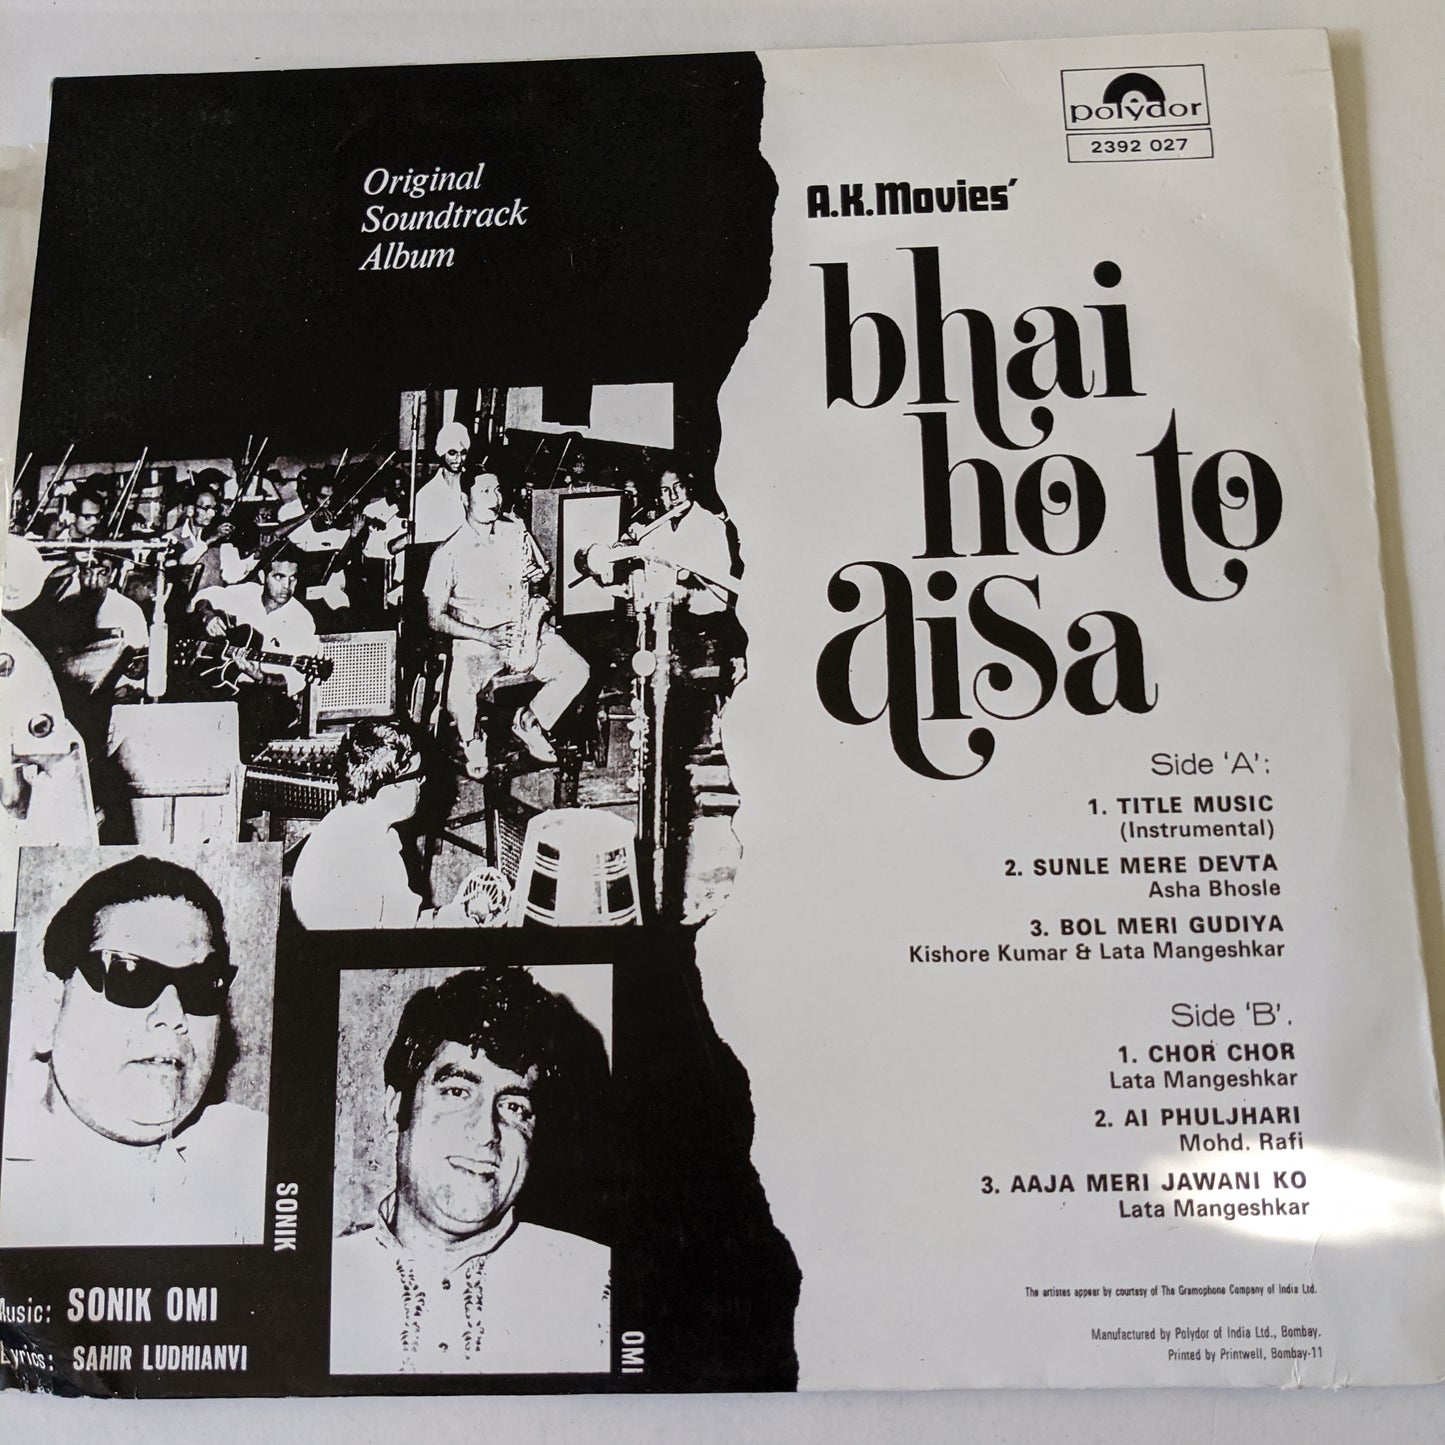 Original
Soundtrack
Album
polydor
2392 027
A.K.Movies'
bhai
ho to
aisa
Side 'A':
1. TITLE MUSIC
(Instrumental)
2. SUNLE MERE DEVTA
Asha Bhosle
3. BOL MERI GUDIYA
Kishore Kumar & Lata Mangeshkar
Side 'B'.
1. CHOR CHOR
Lata Mangeshkar
2. AI PHULJHARI
Mohd. Rafi
3. AAJA MERI JAWANI KO
Lata Mangeshkar
The artistes appear by courtesy of The Gramophone Company of India Ltd.
Manufactured by Polydor of India Ltd., Bombay.
Printed by Printwell, Bombay-11
SONIK
OMI
Music: SONIK OMI
Lyrics: SAHIR LUDHIANVI